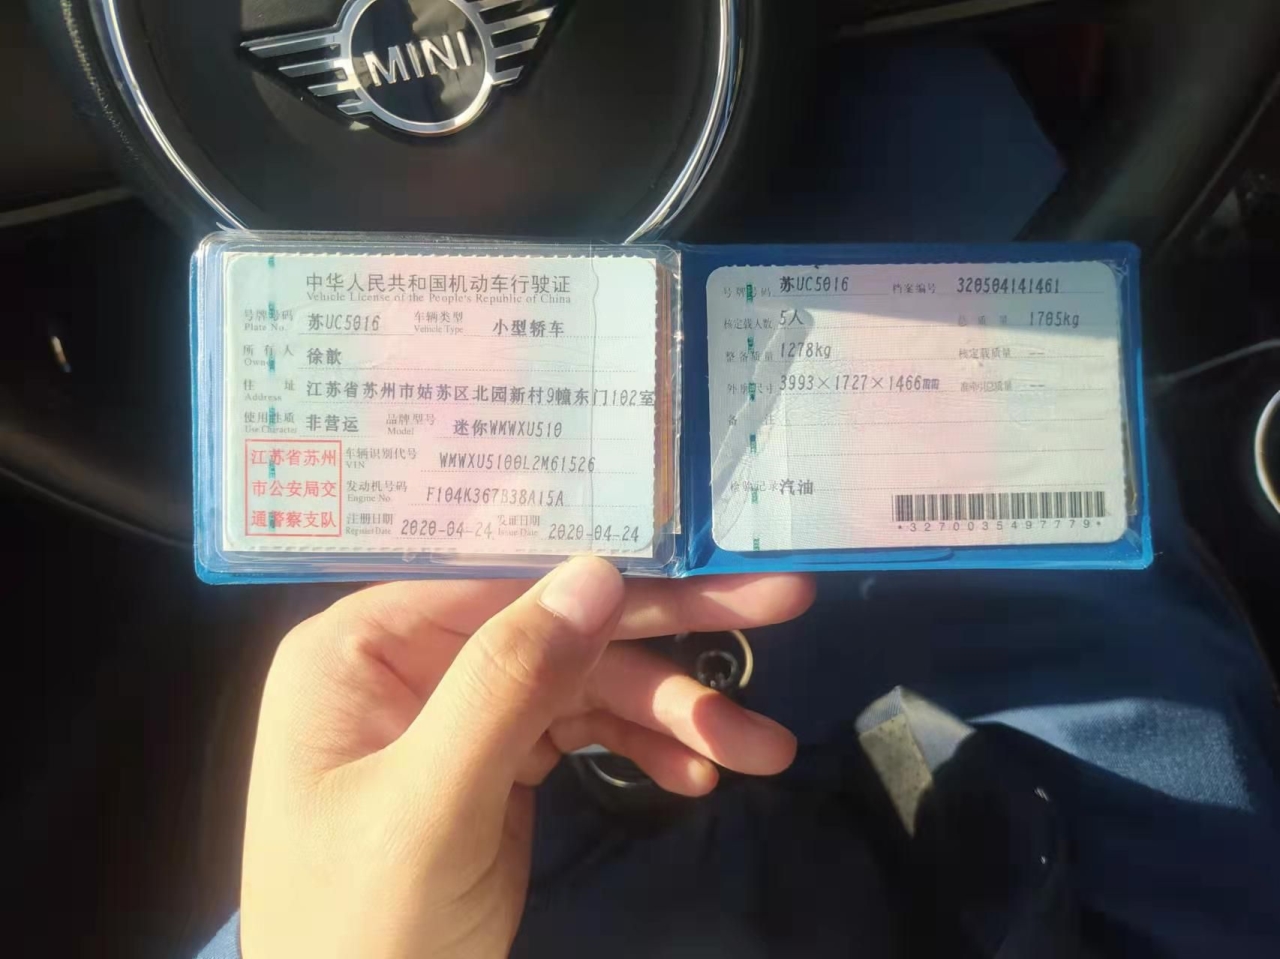 MINI
中华人民共和国机动车行驶证
Vehicle License of the People's Republic of China
号牌号码 苏UC5016 车辆类型 小型轿车
Plate No. Vehicle Type
所有人 徐歆
Owner
住址 江苏省苏州市姑苏区北园新村9幢东门102室
Address
使用性质 非营运 品牌型号 迷你WMWXU510
Use Character Model
江苏省苏州
市公安局交
通警察支队
车辆识别代号 WMWXU5100L2M61526
VIN
发动机号码 F104K367B38A15A
Engine No.
注册日期 2020-04-24 发证日期 2020-04-24
Register Date Issue Date
号牌号码 苏UC5016 档案编号 320504141461
核定载人数 5人 总质量 1705kg
整备质量 1278kg 核定载质量 --
外廓尺寸 3993×1727×1466mm 准牵引总质量 --
备注
检验记录 汽油
*3270035497779*